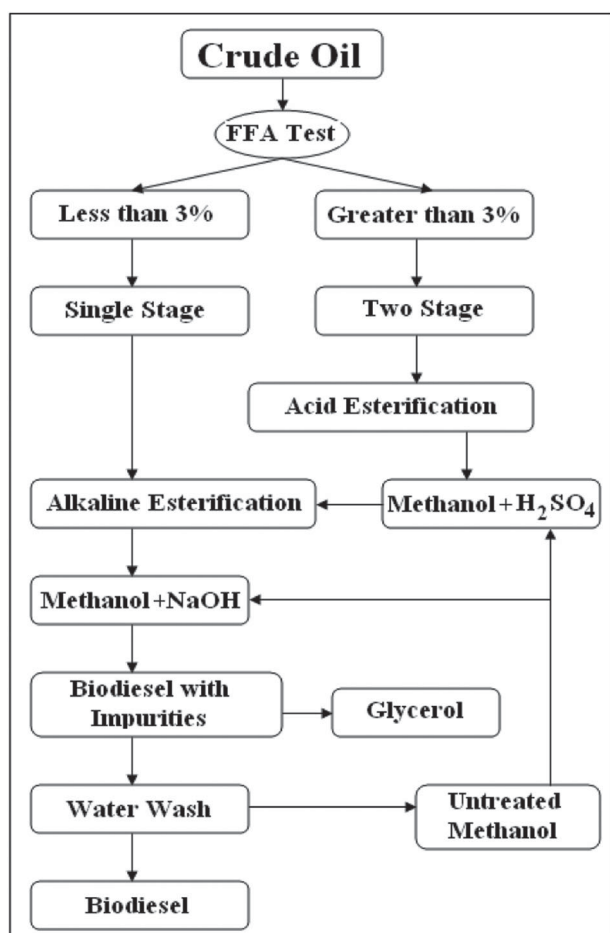 Crude Oil
FFA Test
Less than 3%
Greater than 3%
Single Stage
Two Stage
Acid Esterification
Alkaline Esterification
Methanol+H₂SO₄
Methanol+NaOH
Biodiesel with
Impurities
Glycerol
Water Wash
Untreated
Methanol
Biodiesel